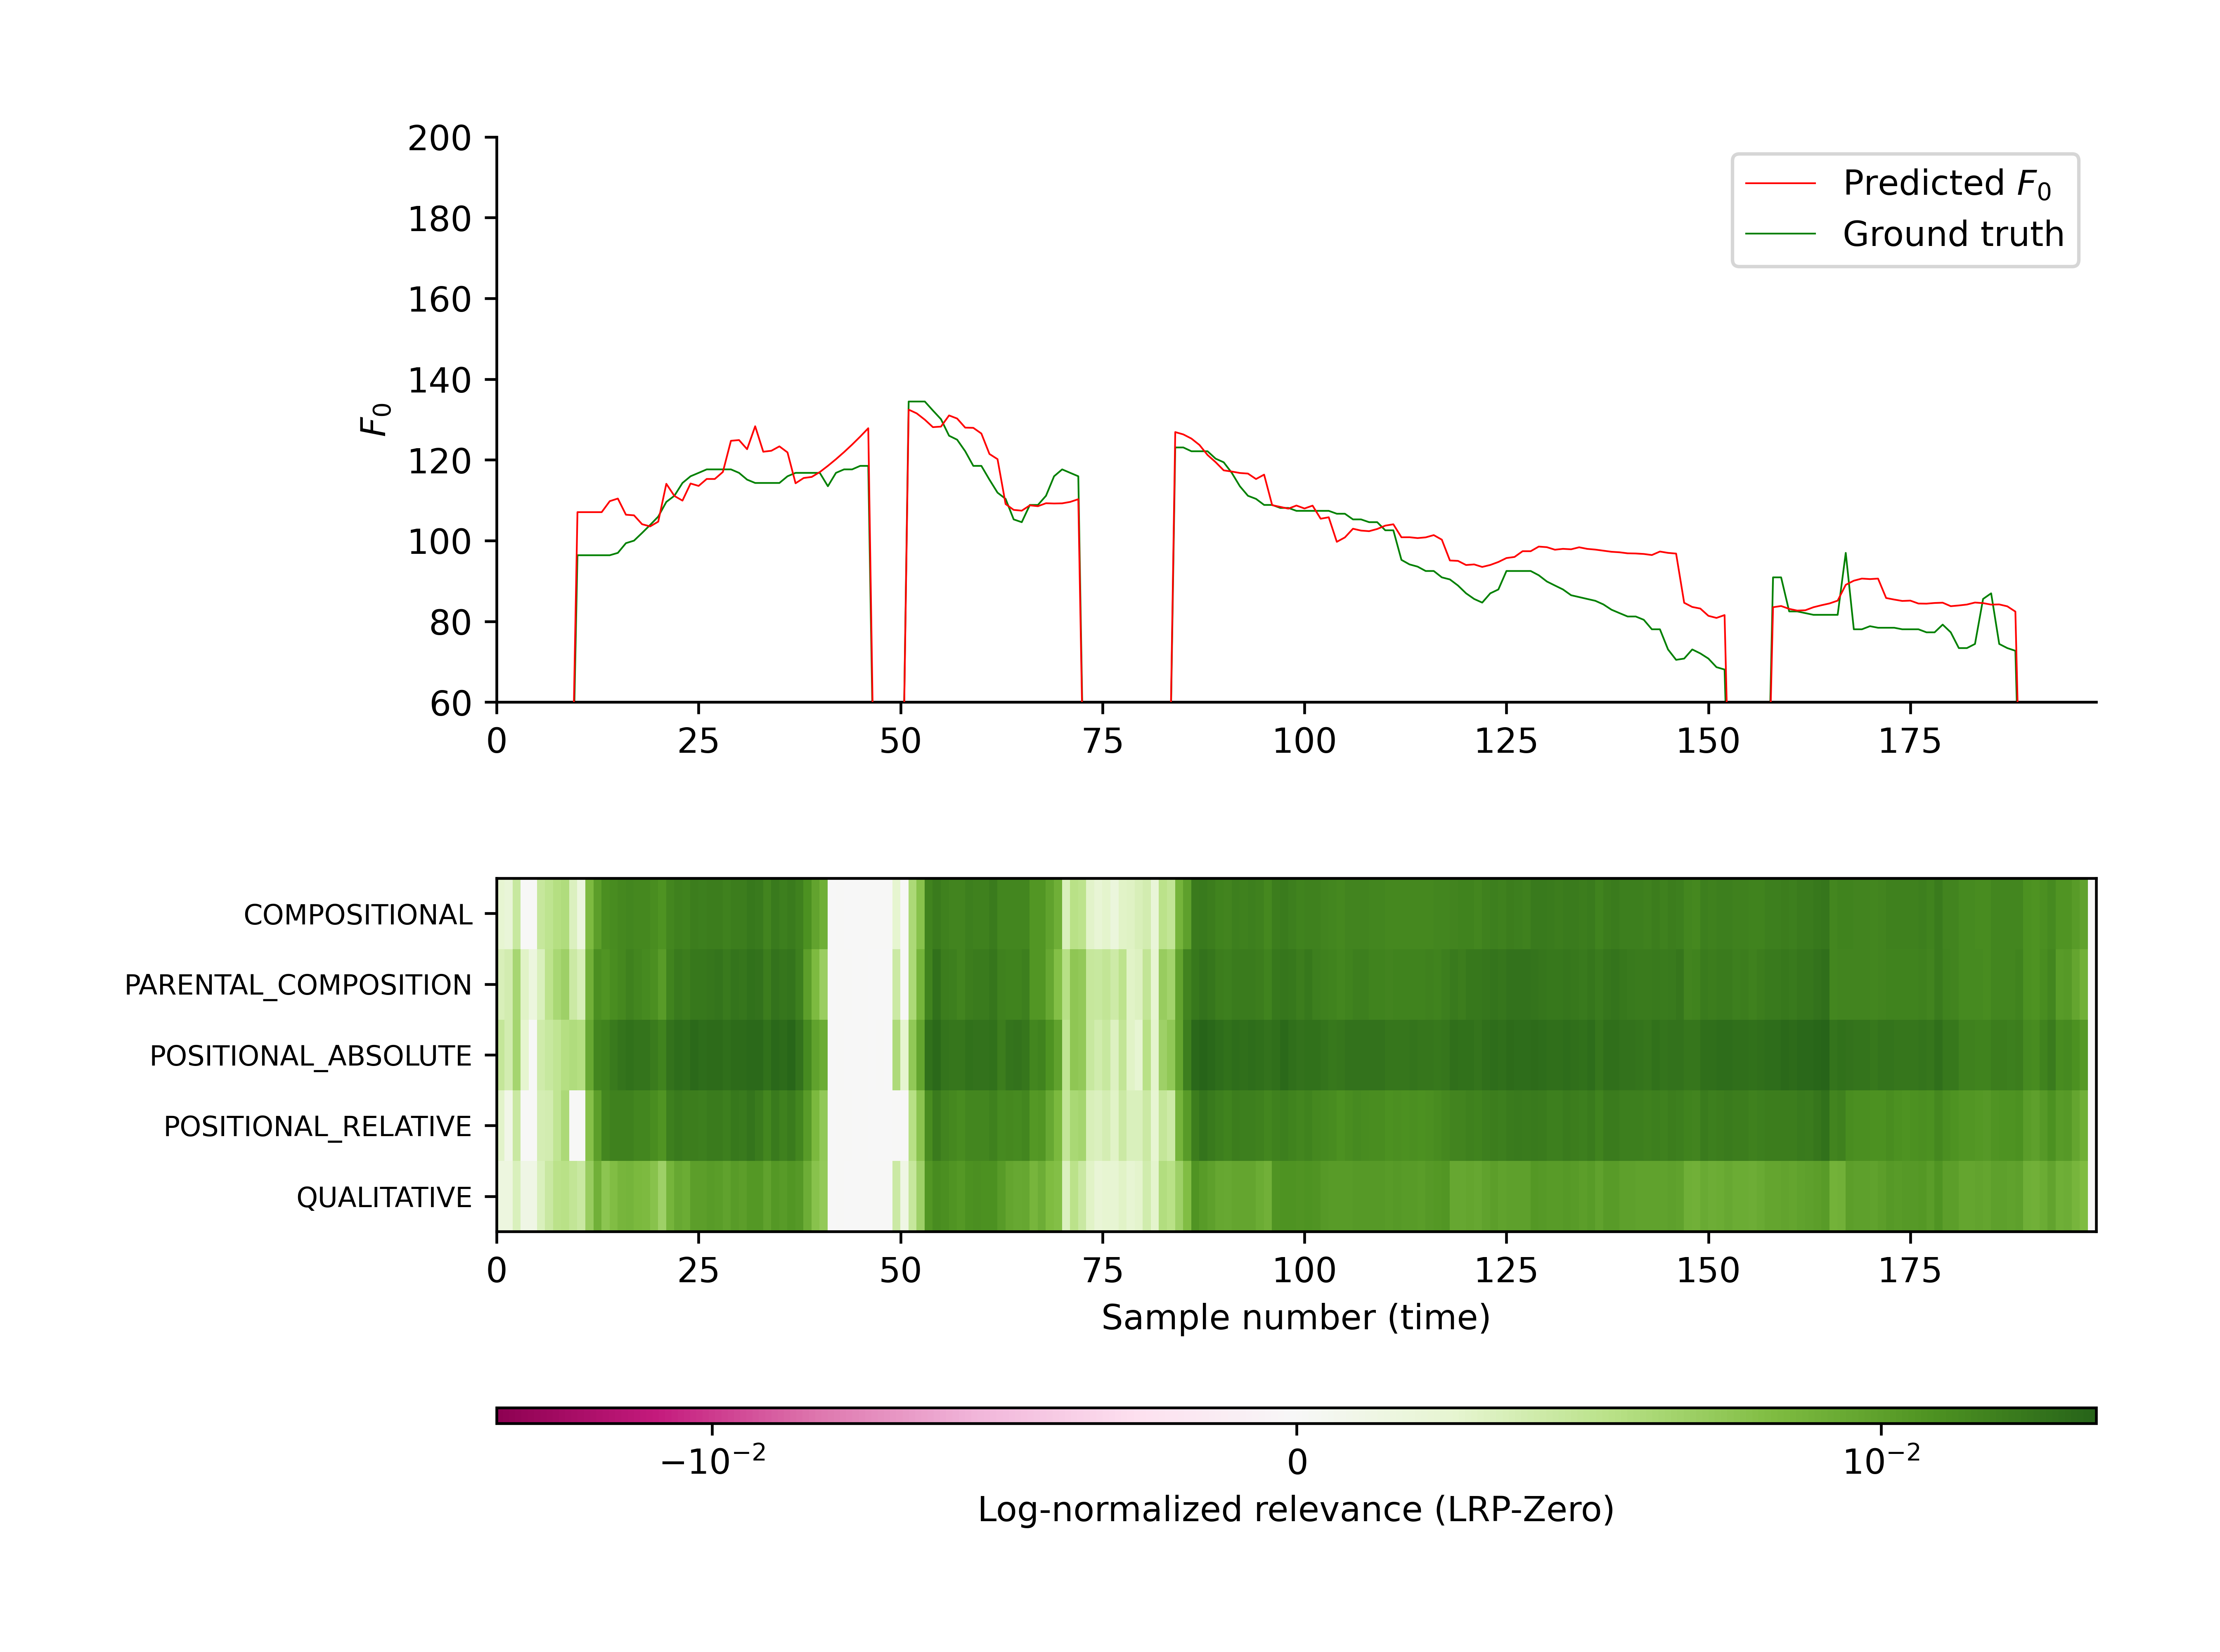 200
180
160
140
120
100
80
60
F₀
Predicted F₀
Ground truth
0 25 50 75 100 125 150 175
COMPOSITIONAL
PARENTAL_COMPOSITION
POSITIONAL_ABSOLUTE
POSITIONAL_RELATIVE
QUALITATIVE
0 25 50 75 100 125 150 175
Sample number (time)
−10⁻² 0 10⁻²
Log-normalized relevance (LRP-Zero)